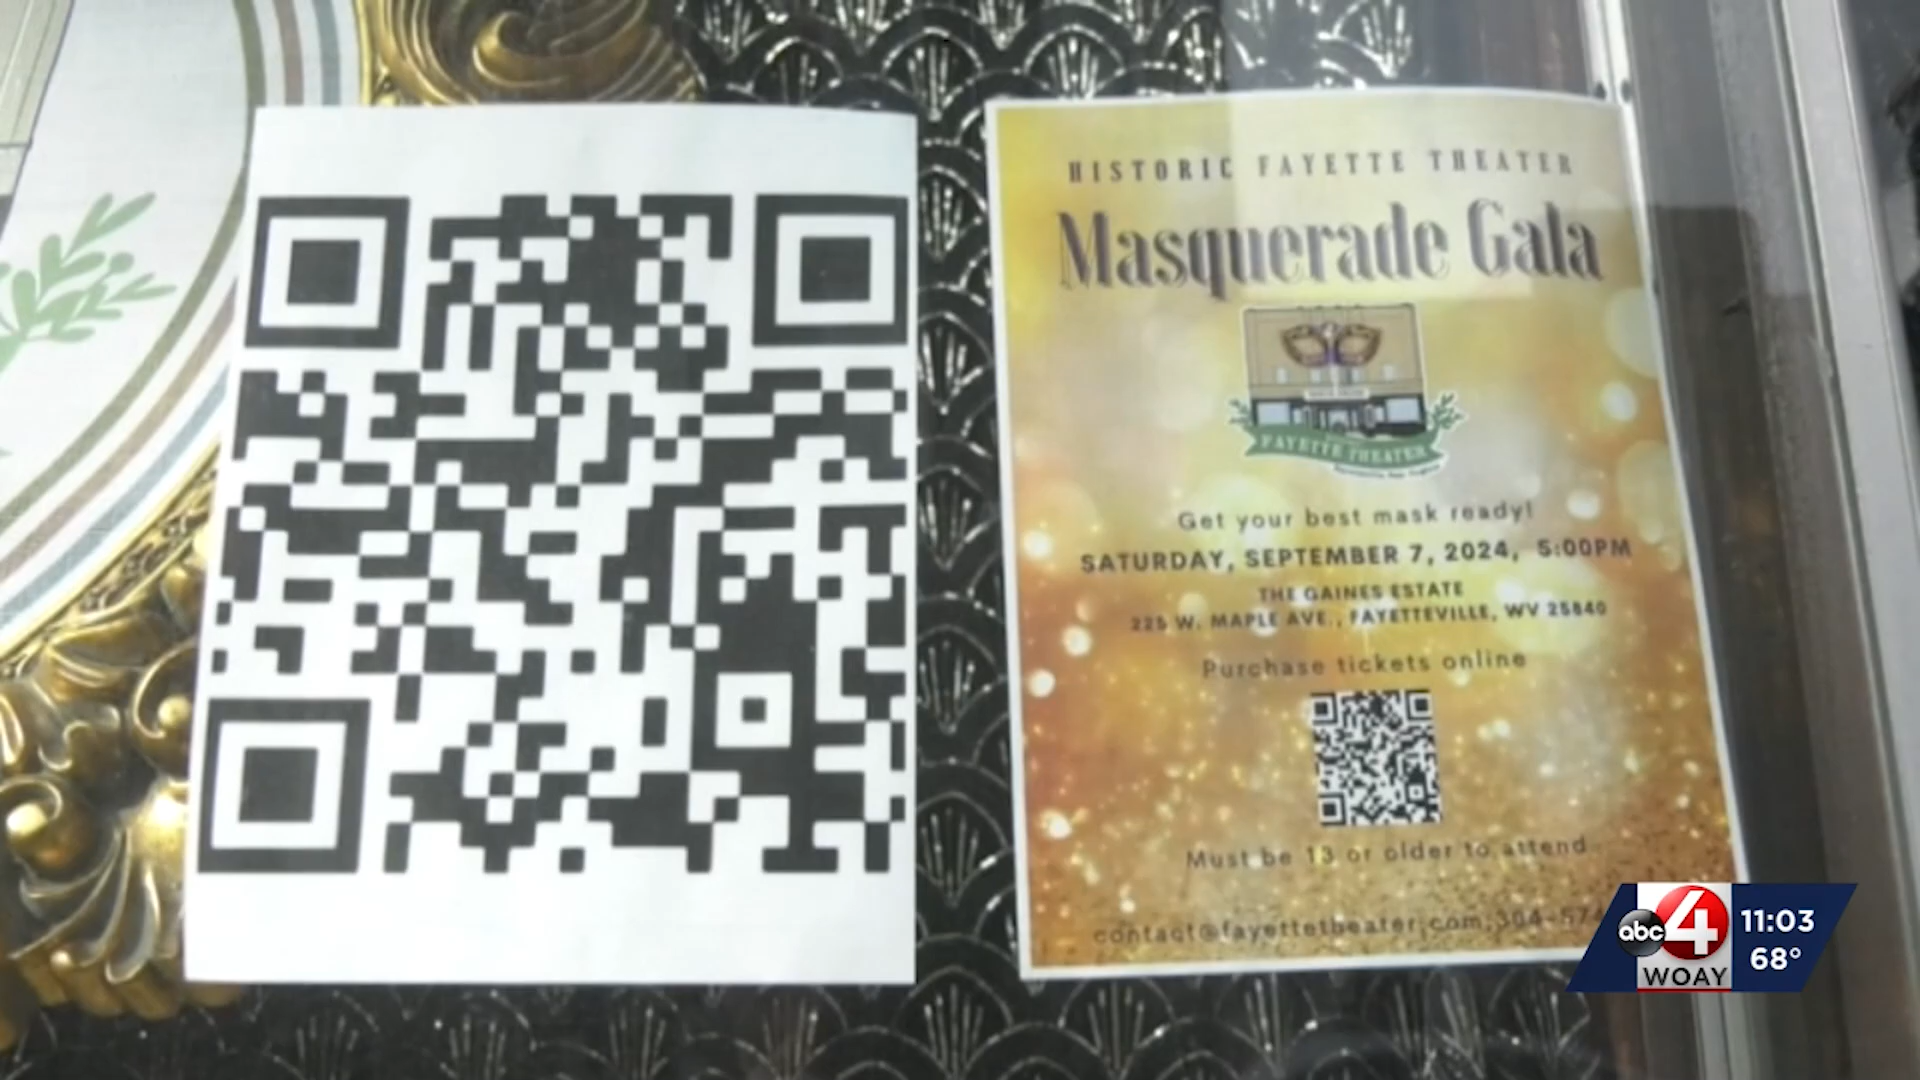 HISTORIC FAYETTE THEATER
Masquerade Gala
FAYETTE THEATER
Get your best mask ready!
SATURDAY, SEPTEMBER 7, 2024, 5:00PM
THE GAINES ESTATE
225 W. MAPLE AVE., FAYETTEVILLE, WV 25840
Purchase tickets online
Must be 13 or older to attend
contact@fayettetheater.com 304-574
abc 4
WOAY
11:03
68°